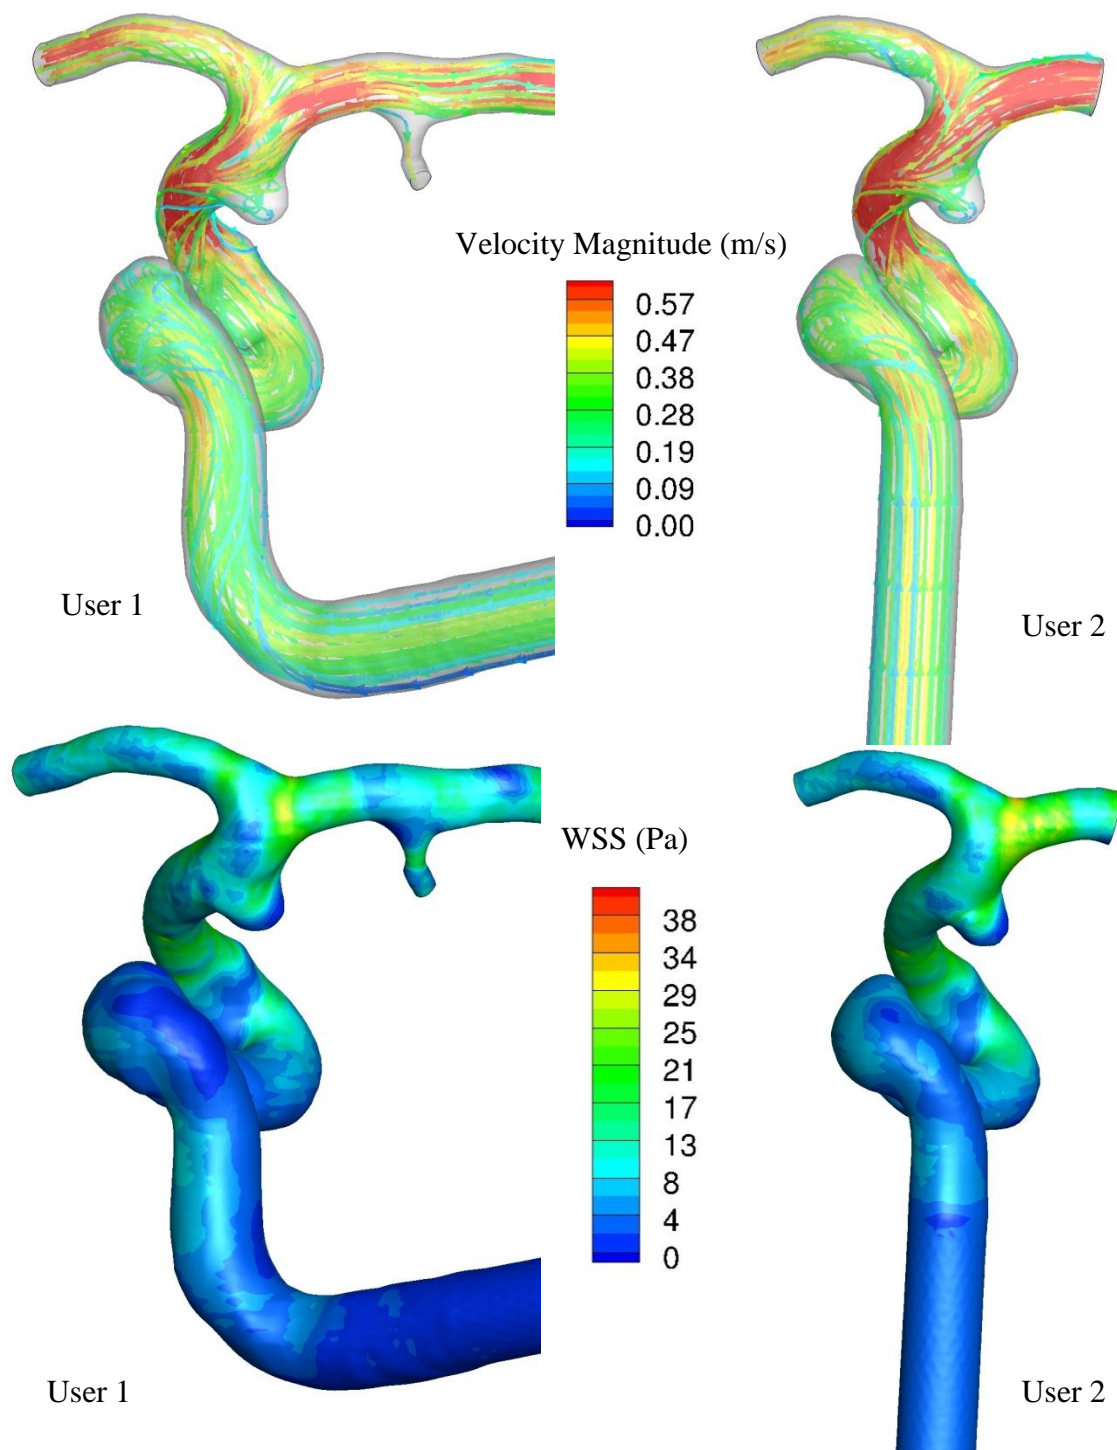 Velocity Magnitude (m/s)
0.57
0.47
0.38
0.28
0.19
0.09
0.00
User 1
User 2
WSS (Pa)
38
34
29
25
21
17
13
8
4
0
User 1
User 2